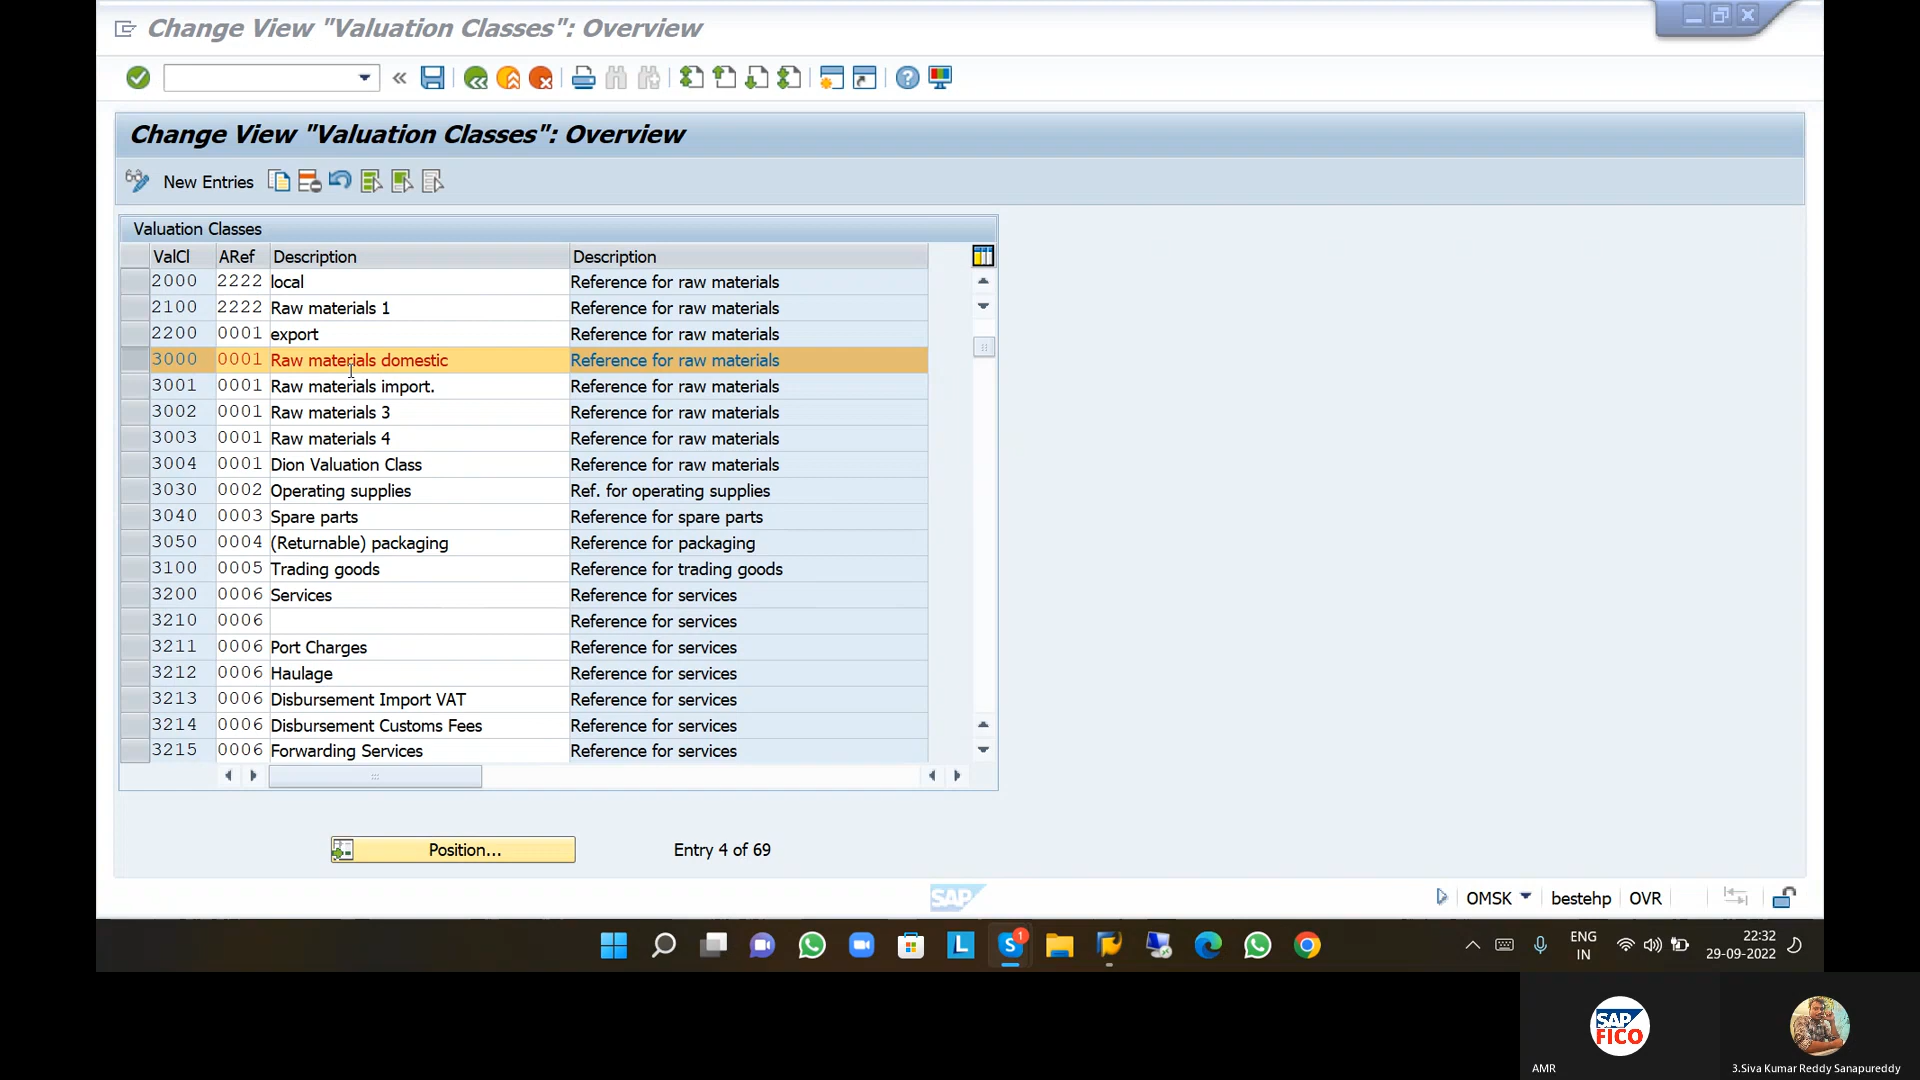 Change View "Valuation Classes": Overview
Change View "Valuation Classes": Overview
New Entries
Valuation Classes
ValCl ARef Description Description
2000 2222 local Reference for raw materials
2100 2222 Raw materials 1 Reference for raw materials
2200 0001 export Reference for raw materials
3000 0001 Raw materials domestic Reference for raw materials
3001 0001 Raw materials import. Reference for raw materials
3002 0001 Raw materials 3 Reference for raw materials
3003 0001 Raw materials 4 Reference for raw materials
3004 0001 Dion Valuation Class Reference for raw materials
3030 0002 Operating supplies Ref. for operating supplies
3040 0003 Spare parts Reference for spare parts
3050 0004 (Returnable) packaging Reference for packaging
3100 0005 Trading goods Reference for trading goods
3200 0006 Services Reference for services
3210 0006 Reference for services
3211 0006 Port Charges Reference for services
3212 0006 Haulage Reference for services
3213 0006 Disbursement Import VAT Reference for services
3214 0006 Disbursement Customs Fees Reference for services
3215 0006 Forwarding Services Reference for services
Position... Entry 4 of 69
SAP OMSK bestehp OVR
L S 1 ENG IN 22:32 29-09-2022
SAP FICO
AMR 3.Siva Kumar Reddy Sanapureddy